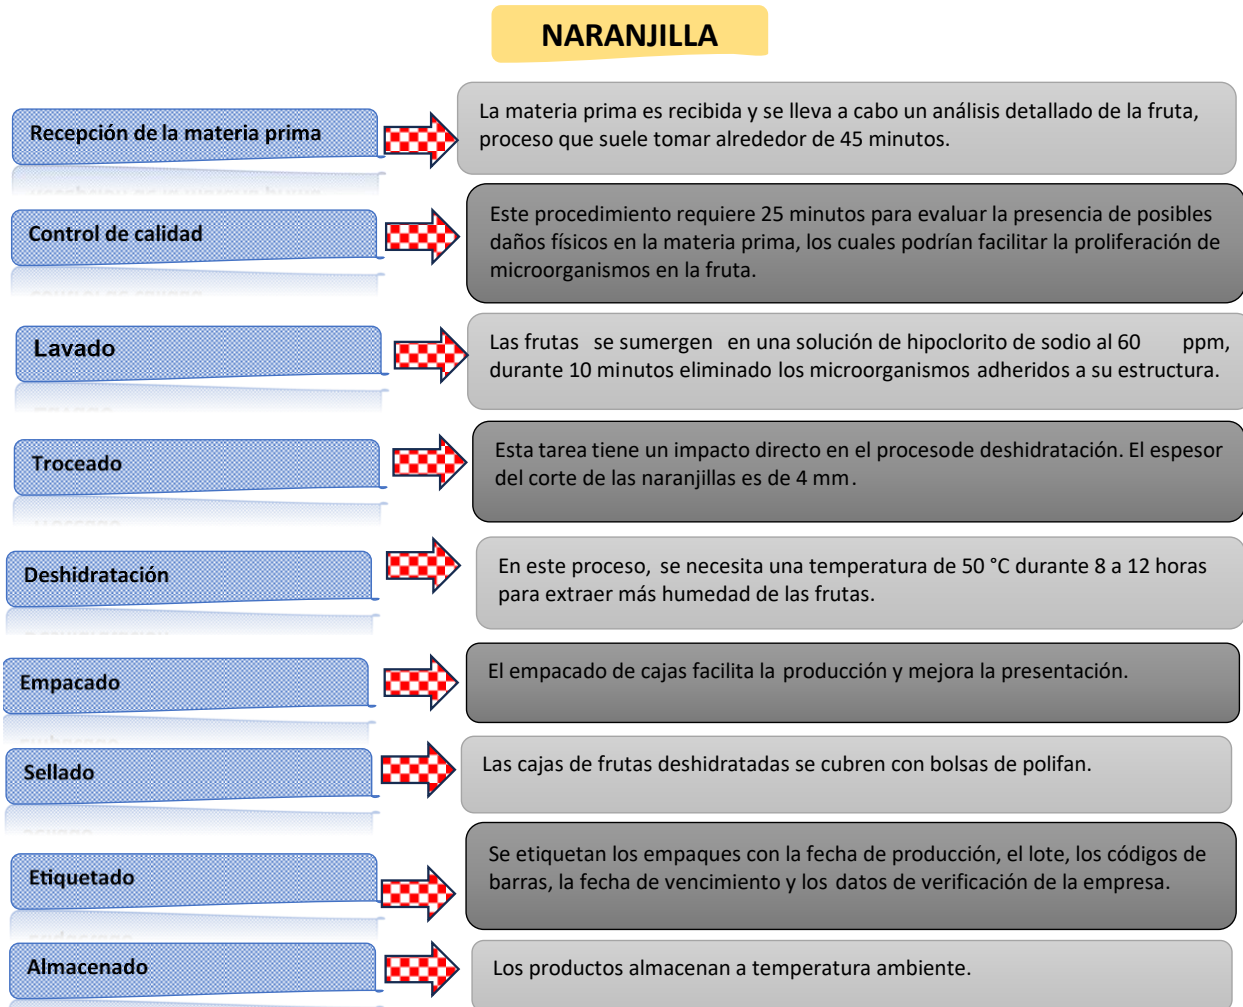 NARANJILLA
Recepción de la materia prima
La materia prima es recibida y se lleva a cabo un análisis detallado de la fruta,
proceso que suele tomar alrededor de 45 minutos.
Control de calidad
Este procedimiento requiere 25 minutos para evaluar la presencia de posibles
daños físicos en la materia prima, los cuales podrían facilitar la proliferación de
microorganismos en la fruta.
Lavado
Las frutas se sumergen en una solución de hipoclorito de sodio al 60 ppm,
durante 10 minutos eliminado los microorganismos adheridos a su estructura.
Troceado
Esta tarea tiene un impacto directo en el procesode deshidratación. El espesor
del corte de las naranjillas es de 4 mm.
Deshidratación
En este proceso, se necesita una temperatura de 50 °C durante 8 a 12 horas
para extraer más humedad de las frutas.
Empacado
El empacado de cajas facilita la producción y mejora la presentación.
Sellado
Las cajas de frutas deshidratadas se cubren con bolsas de polifan.
Etiquetado
Se etiquetan los empaques con la fecha de producción, el lote, los códigos de
barras, la fecha de vencimiento y los datos de verificación de la empresa.
Almacenado
Los productos almacenan a temperatura ambiente.